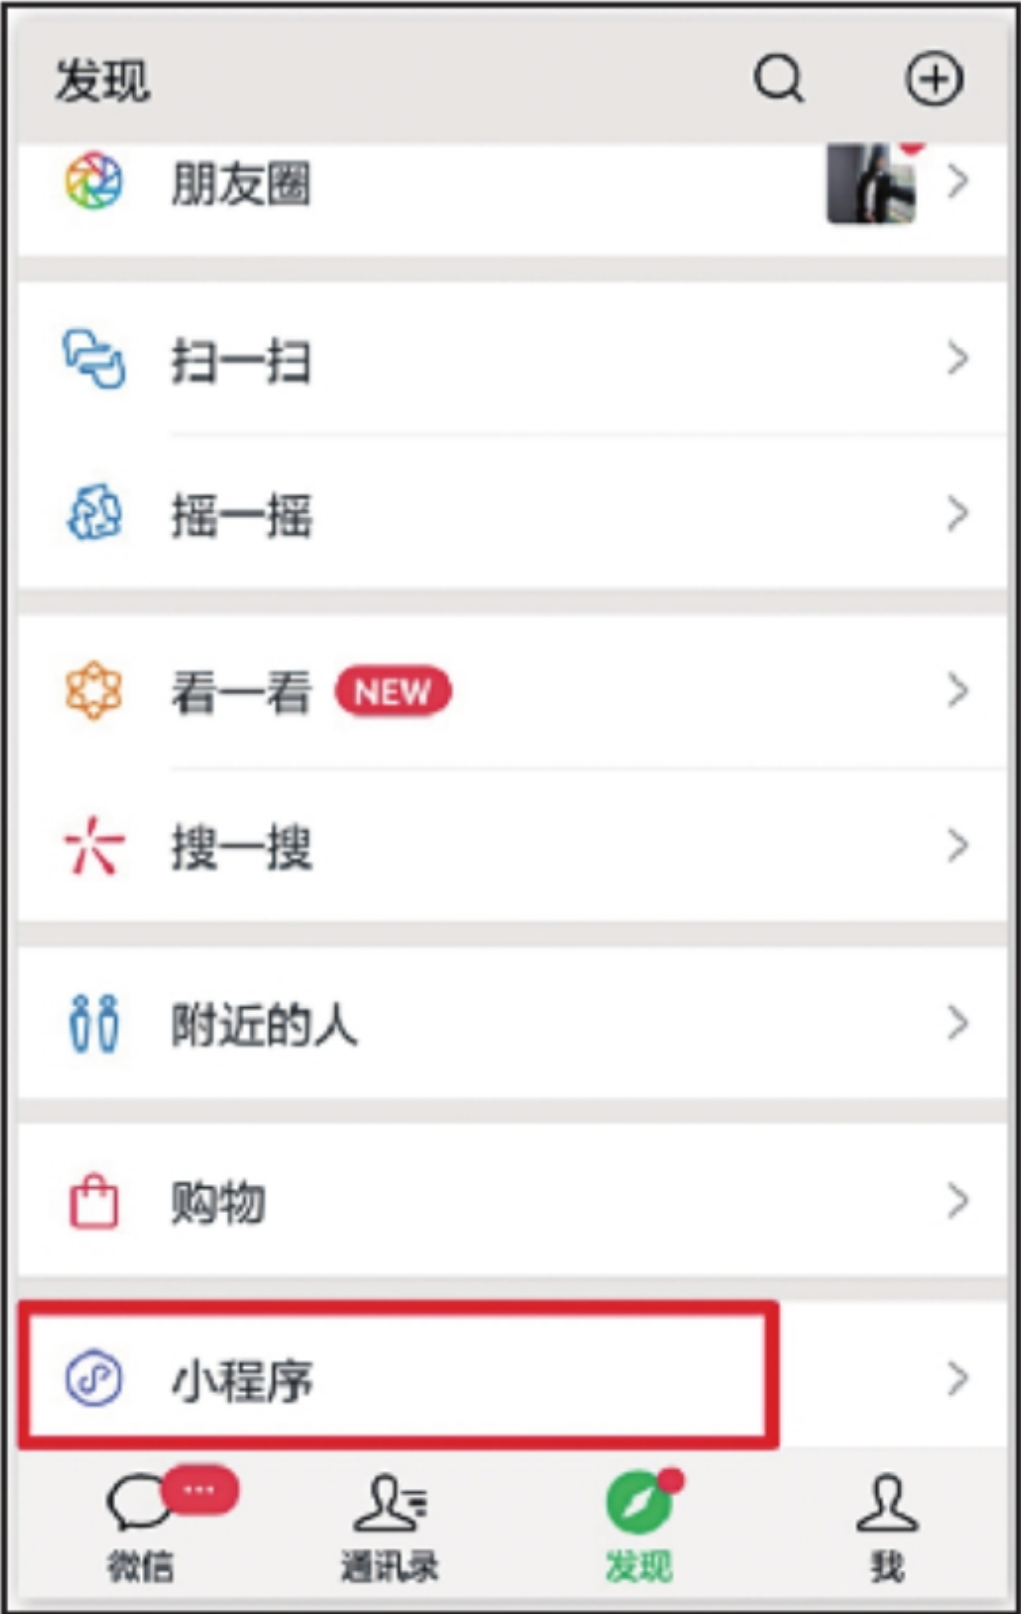 发现
朋友圈
扫一扫
摇一摇
看一看 NEW
搜一搜
附近的人
购物
小程序
微信 通讯录 发现 我